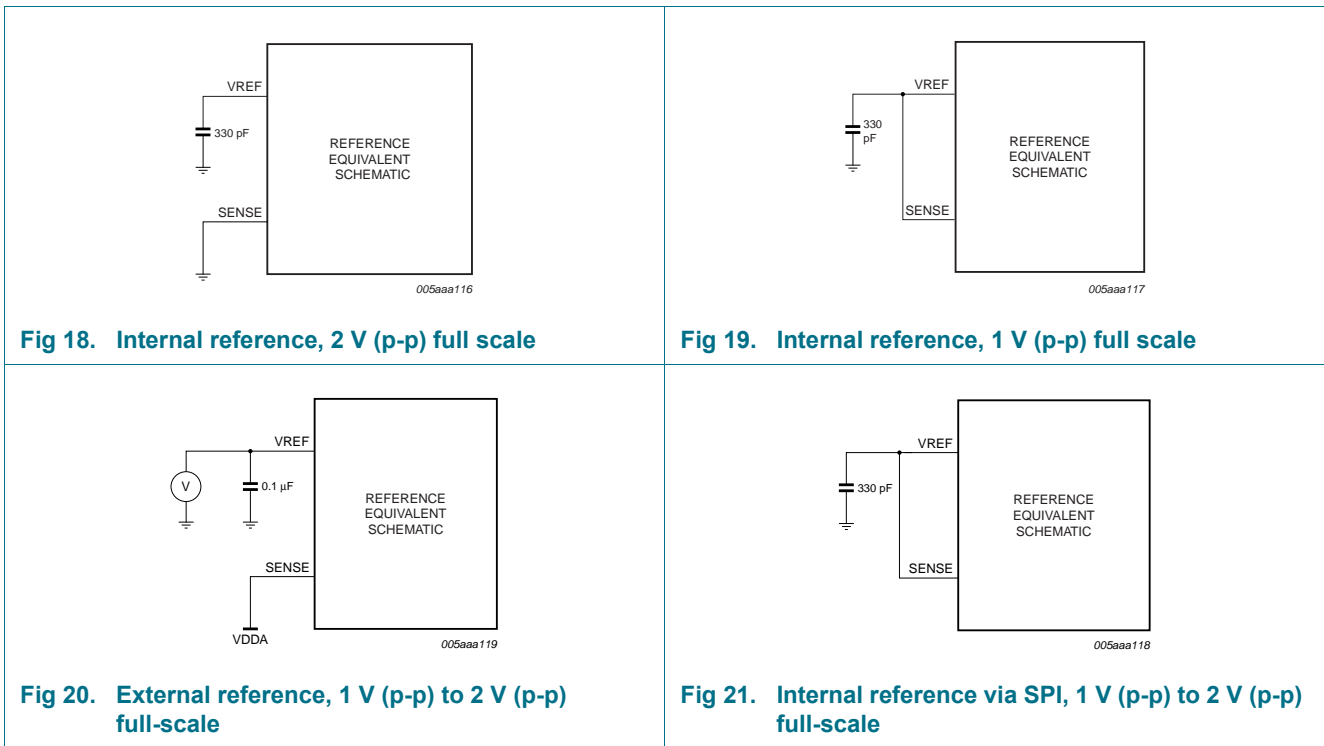 VREF
330 pF
REFERENCE
EQUIVALENT
SCHEMATIC
SENSE
005aaa116
Fig 18. Internal reference, 2 V (p-p) full scale
VREF
330
pF
REFERENCE
EQUIVALENT
SCHEMATIC
SENSE
005aaa117
Fig 19. Internal reference, 1 V (p-p) full scale
VREF
V
0.1 μF
REFERENCE
EQUIVALENT
SCHEMATIC
SENSE
VDDA
005aaa119
Fig 20. External reference, 1 V (p-p) to 2 V (p-p)
full-scale
VREF
330 pF
REFERENCE
EQUIVALENT
SCHEMATIC
SENSE
005aaa118
Fig 21. Internal reference via SPI, 1 V (p-p) to 2 V (p-p)
full-scale